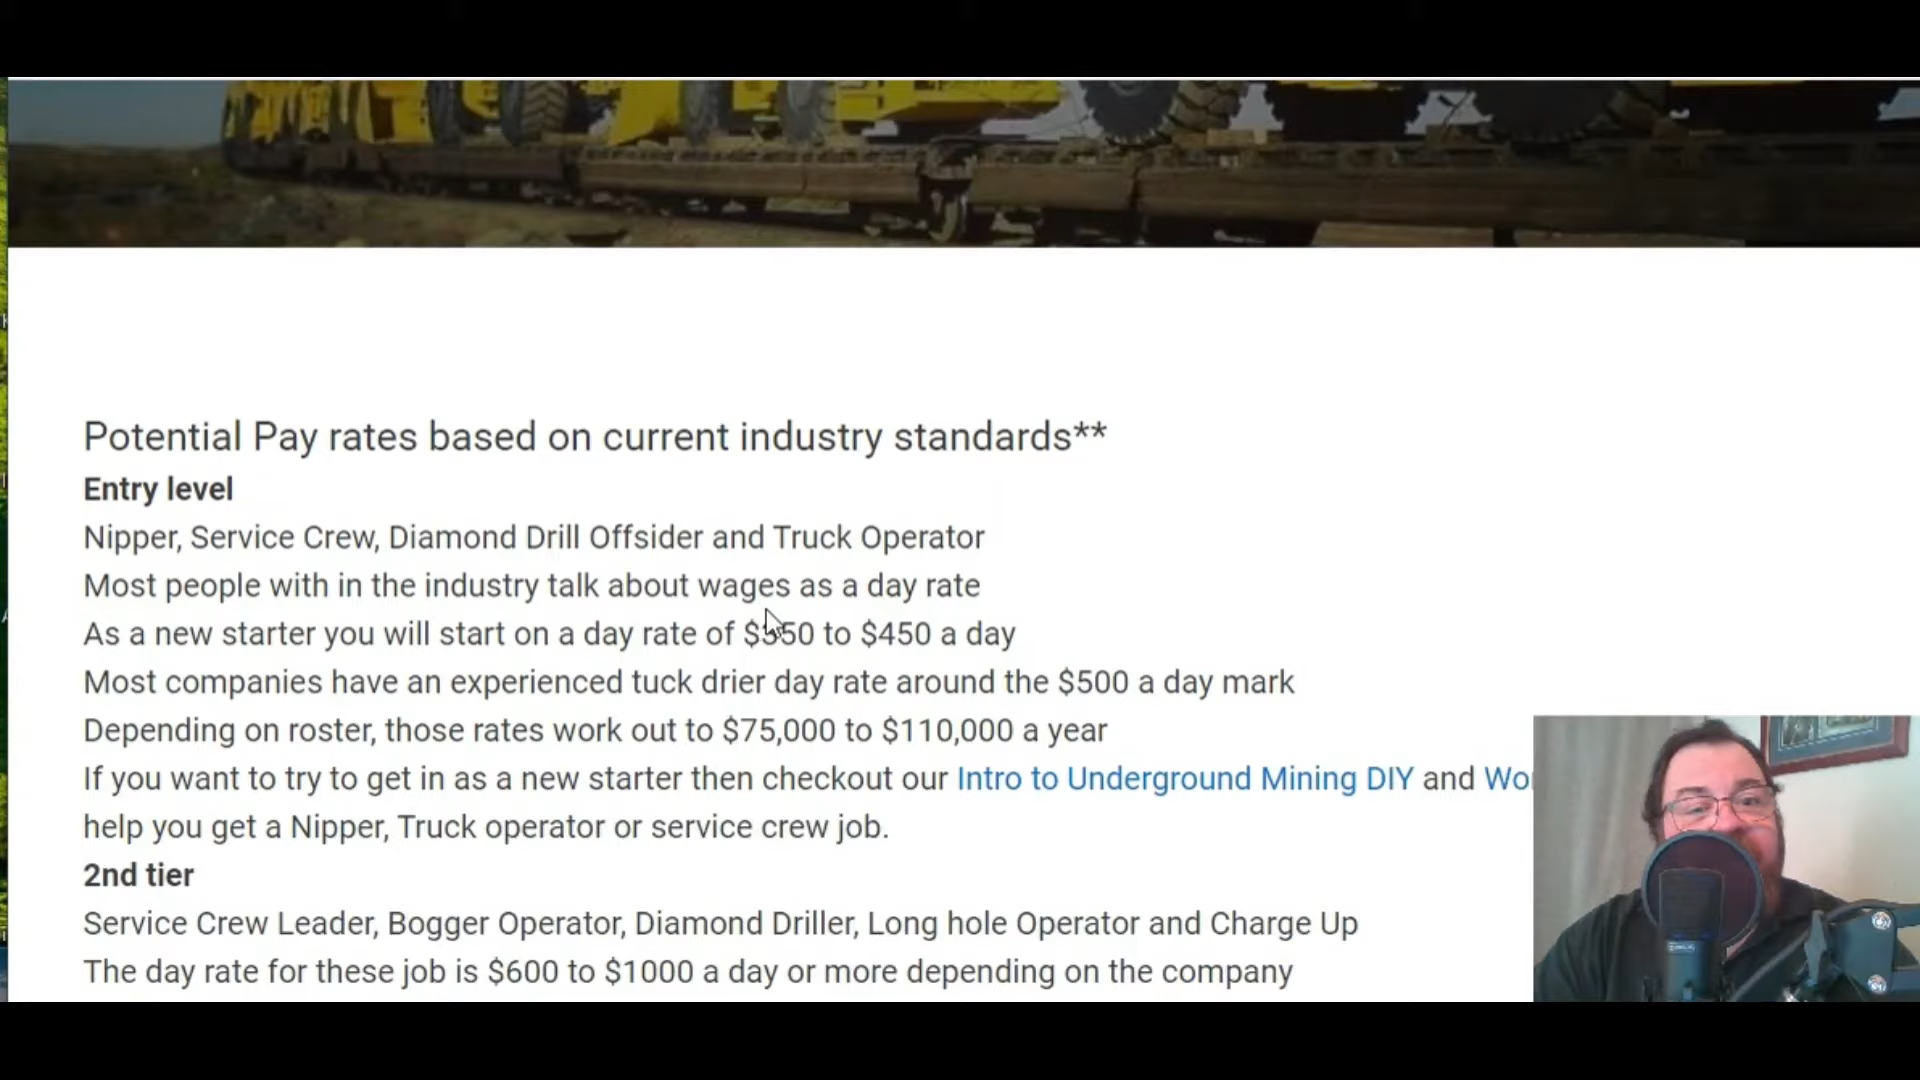 Potential Pay rates based on current industry standards**
Entry level
Nipper, Service Crew, Diamond Drill Offsider and Truck Operator
Most people with in the industry talk about wages as a day rate
As a new starter you will start on a day rate of $350 to $450 a day
Most companies have an experienced tuck drier day rate around the $500 a day mark
Depending on roster, those rates work out to $75,000 to $110,000 a year
If you want to try to get in as a new starter then checkout our Intro to Underground Mining DIY and
help you get a Nipper, Truck operator or service crew job.
2nd tier
Service Crew Leader, Bogger Operator, Diamond Driller, Long hole Operator and Charge Up
The day rate for these job is $600 to $1000 a day or more depending on the company